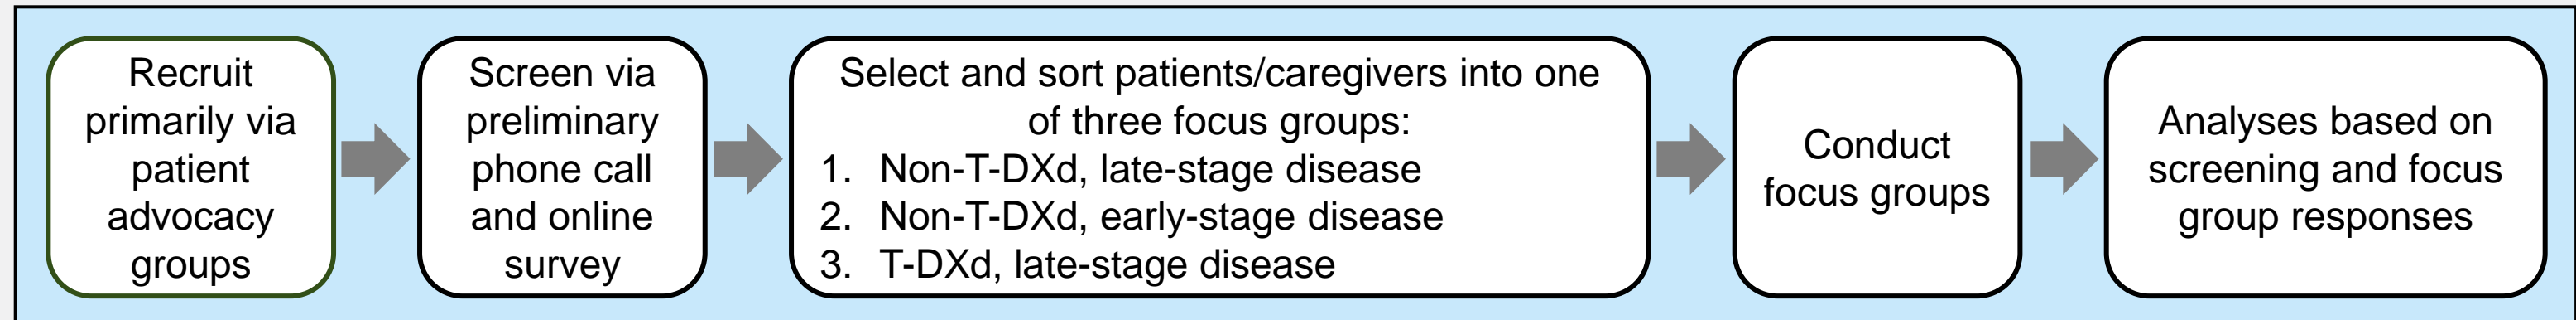 Recruit
primarily via
patient
advocacy
groups
Screen via
preliminary
phone call
and online
survey
Select and sort patients/caregivers into one
of three focus groups:
1. Non-T-DXd, late-stage disease
2. Non-T-DXd, early-stage disease
3. T-DXd, late-stage disease
Conduct
focus groups
Analyses based on
screening and focus
group responses